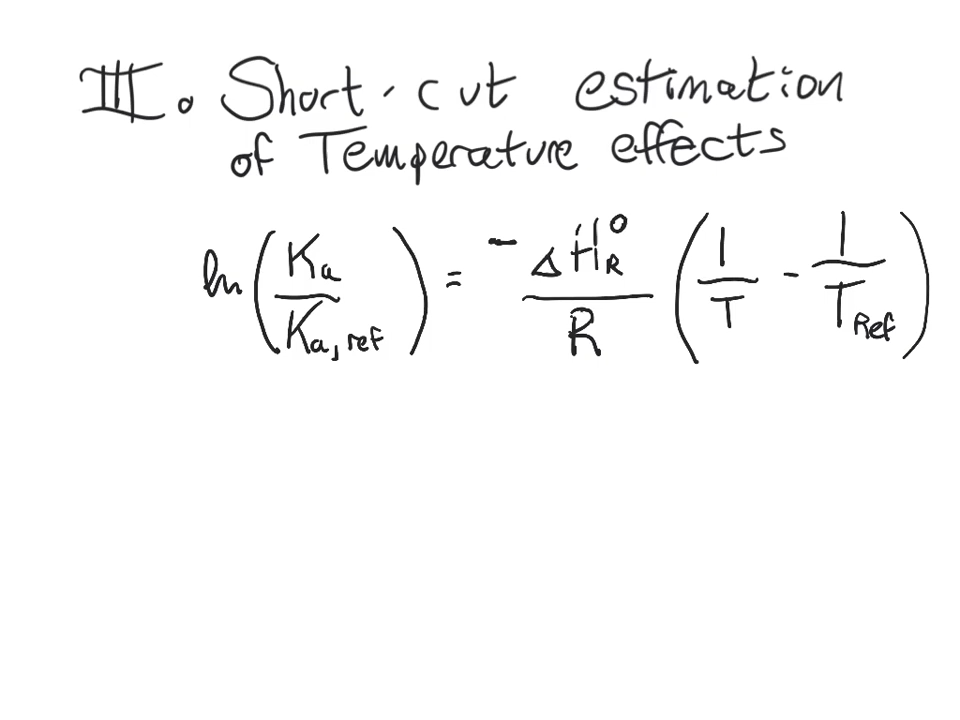 III. Short-cut estimation
of Temperature effects
ln(Ka/Ka,ref) = -ΔH°R/R (1/T - 1/TRef)